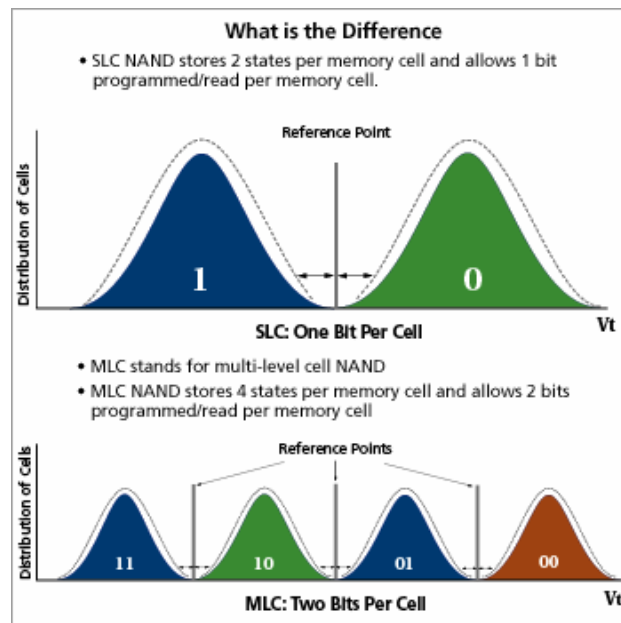 What is the Difference
• SLC NAND stores 2 states per memory cell and allows 1 bit
programmed/read per memory cell.
Reference Point
Distribution of Cells
1
0
Vt
SLC: One Bit Per Cell
• MLC stands for multi-level cell NAND
• MLC NAND stores 4 states per memory cell and allows 2 bits
programmed/read per memory cell
Reference Points
Distribution of Cells
11
10
01
00
Vt
MLC: Two Bits Per Cell